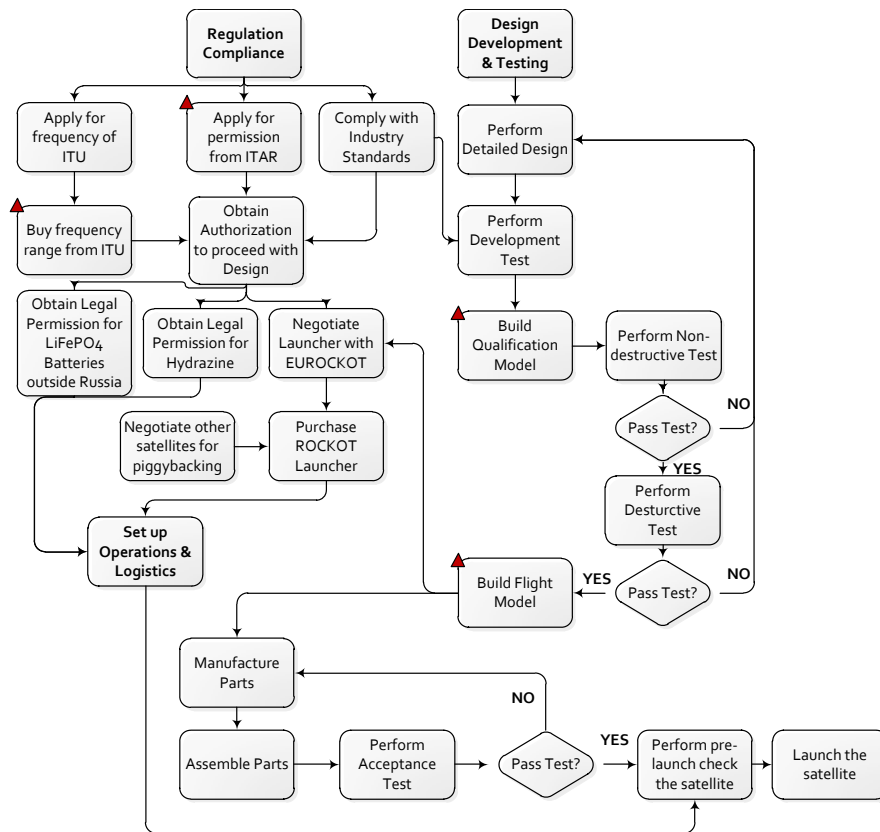 Regulation
Compliance
Design
Development
& Testing
Apply for
frequency of
ITU
Apply for
permission
from ITAR
Comply with
Industry
Standards
Perform
Detailed Design
Buy frequency
range from ITU
Obtain
Authorization
to proceed with
Design
Perform
Development
Test
Obtain Legal
Permission for
LiFePO4
Batteries
outside Russia
Obtain Legal
Permission for
Hydrazine
Negotiate
Launcher with
EUROCKOT
Build
Qualification
Model
Perform Non-
destructive Test
NO
Pass Test?
Negotiate other
satellites for
piggybacking
Purchase
ROCKOT
Launcher
YES
Perform
Desturctive
Test
Set up
Operations &
Logistics
Build Flight
Model
YES
Pass Test?
NO
Manufacture
Parts
NO
Assemble Parts
Perform
Acceptance
Test
Pass Test?
YES
Perform pre-
launch check
the satellite
Launch the
satellite